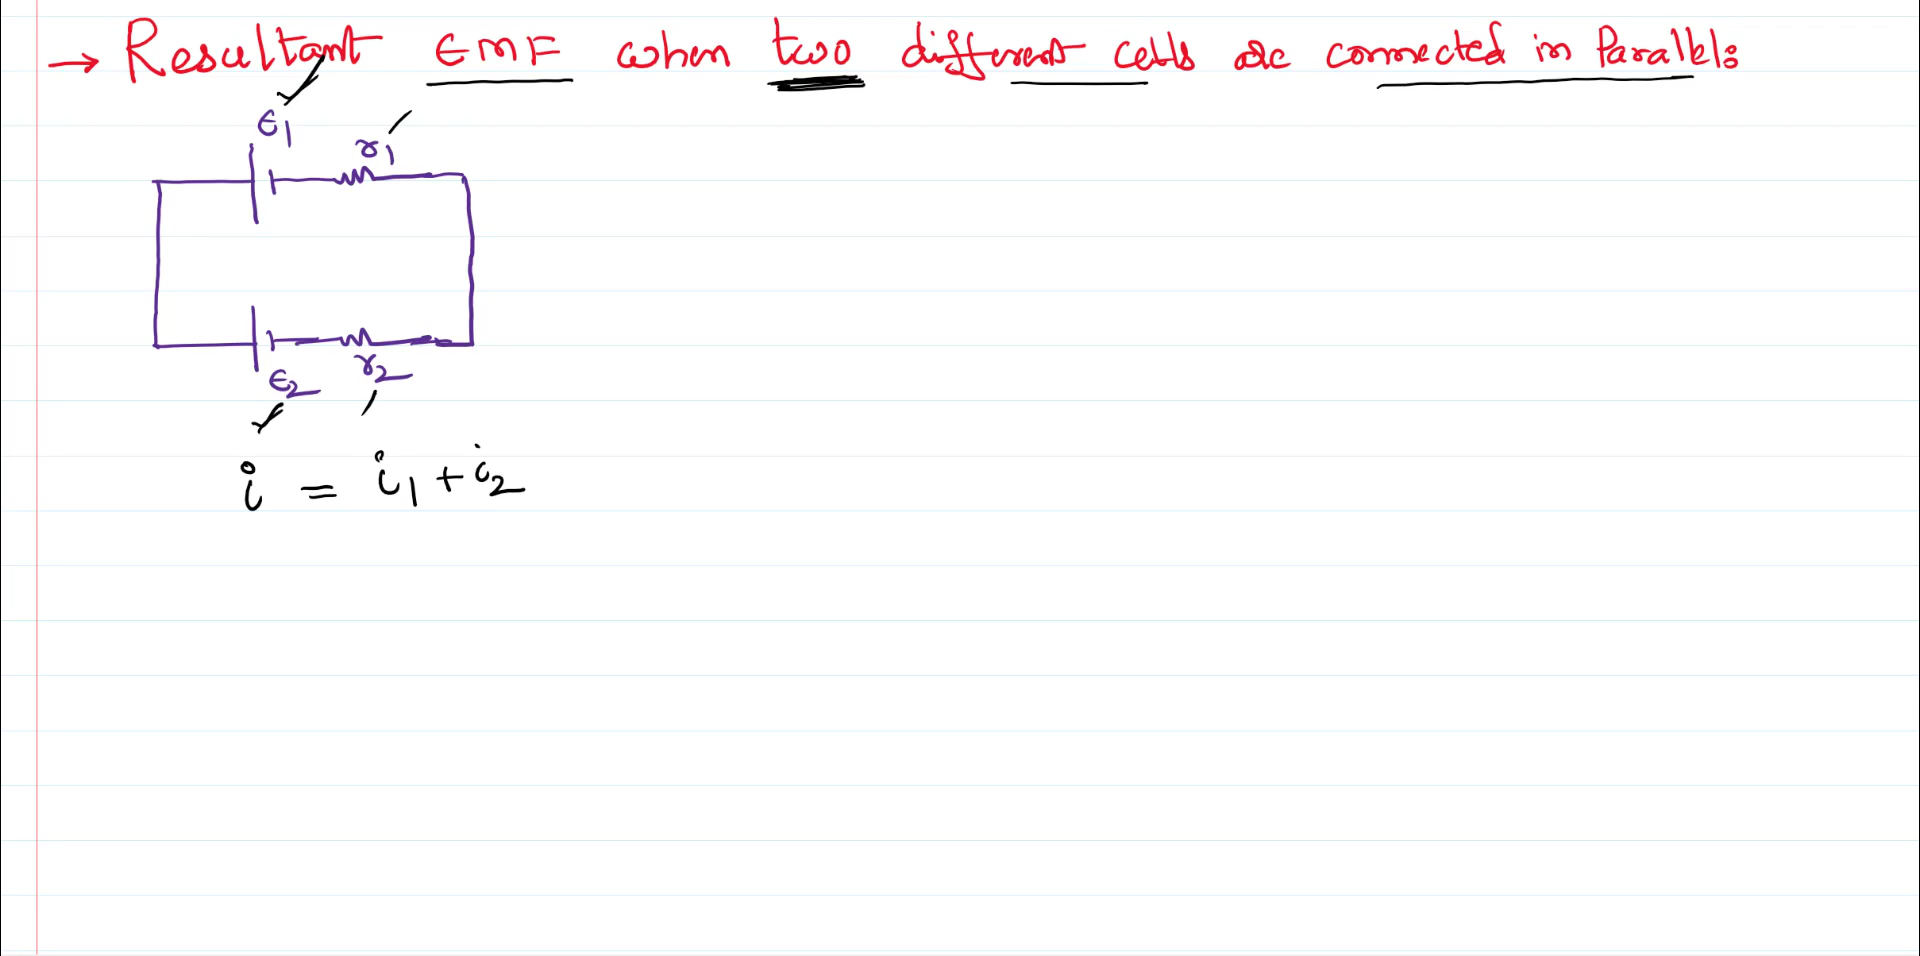 → Resultant EMF when two different cells are connected in Parallel:
ε1
r1
ε2
r2
i = i1 + i2